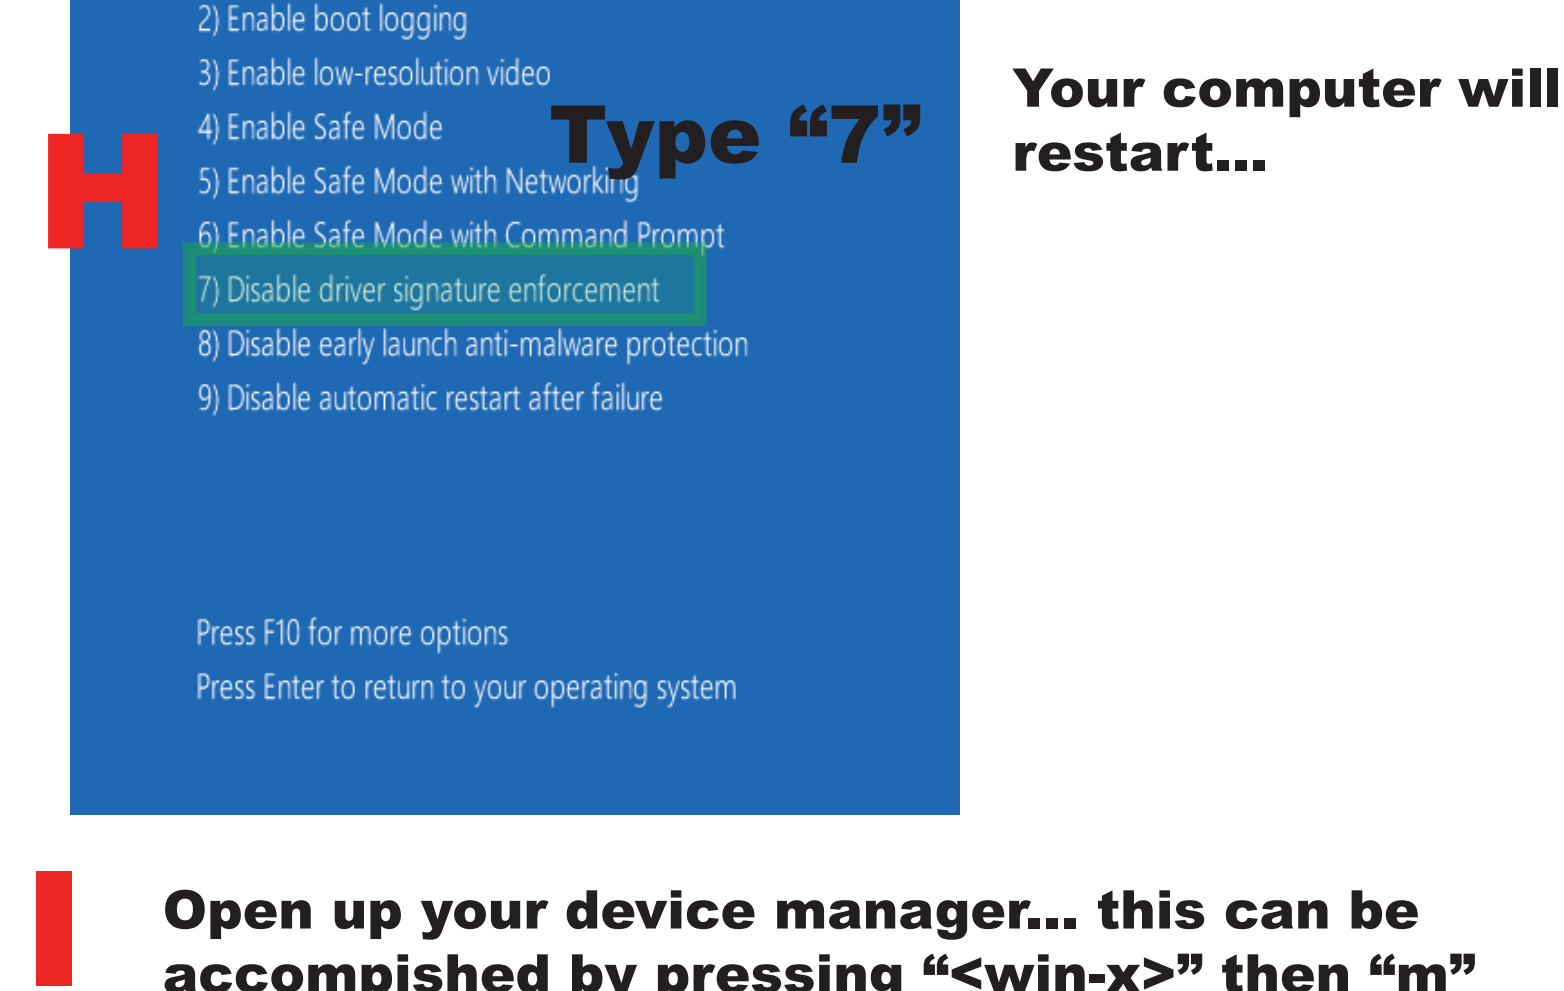 2) Enable boot logging
3) Enable low-resolution video
4) Enable Safe Mode
5) Enable Safe Mode with Networking
6) Enable Safe Mode with Command Prompt
7) Disable driver signature enforcement
8) Disable early launch anti-malware protection
9) Disable automatic restart after failure
Press F10 for more options
Press Enter to return to your operating system
H
Type “7”
Your computer will
restart...
I
Open up your device manager... this can be
accompished by pressing “<win-x>” then “m”